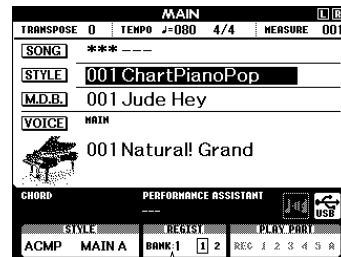 MAIN L R
TRANSPOSE 0 TEMPO ♩=080 4/4 MEASURE 001
SONG *** ---
STYLE 001 ChartPianoPop
M.D.B. 001 Jude Hey
VOICE MAIN
001 Natural! Grand
CHORD PERFORMANCE ASSISTANT
--- USB
STYLE REGIST PLAY PART
ACMP MAIN A BANK:1 1 2 REC 1 2 3 4 5 A